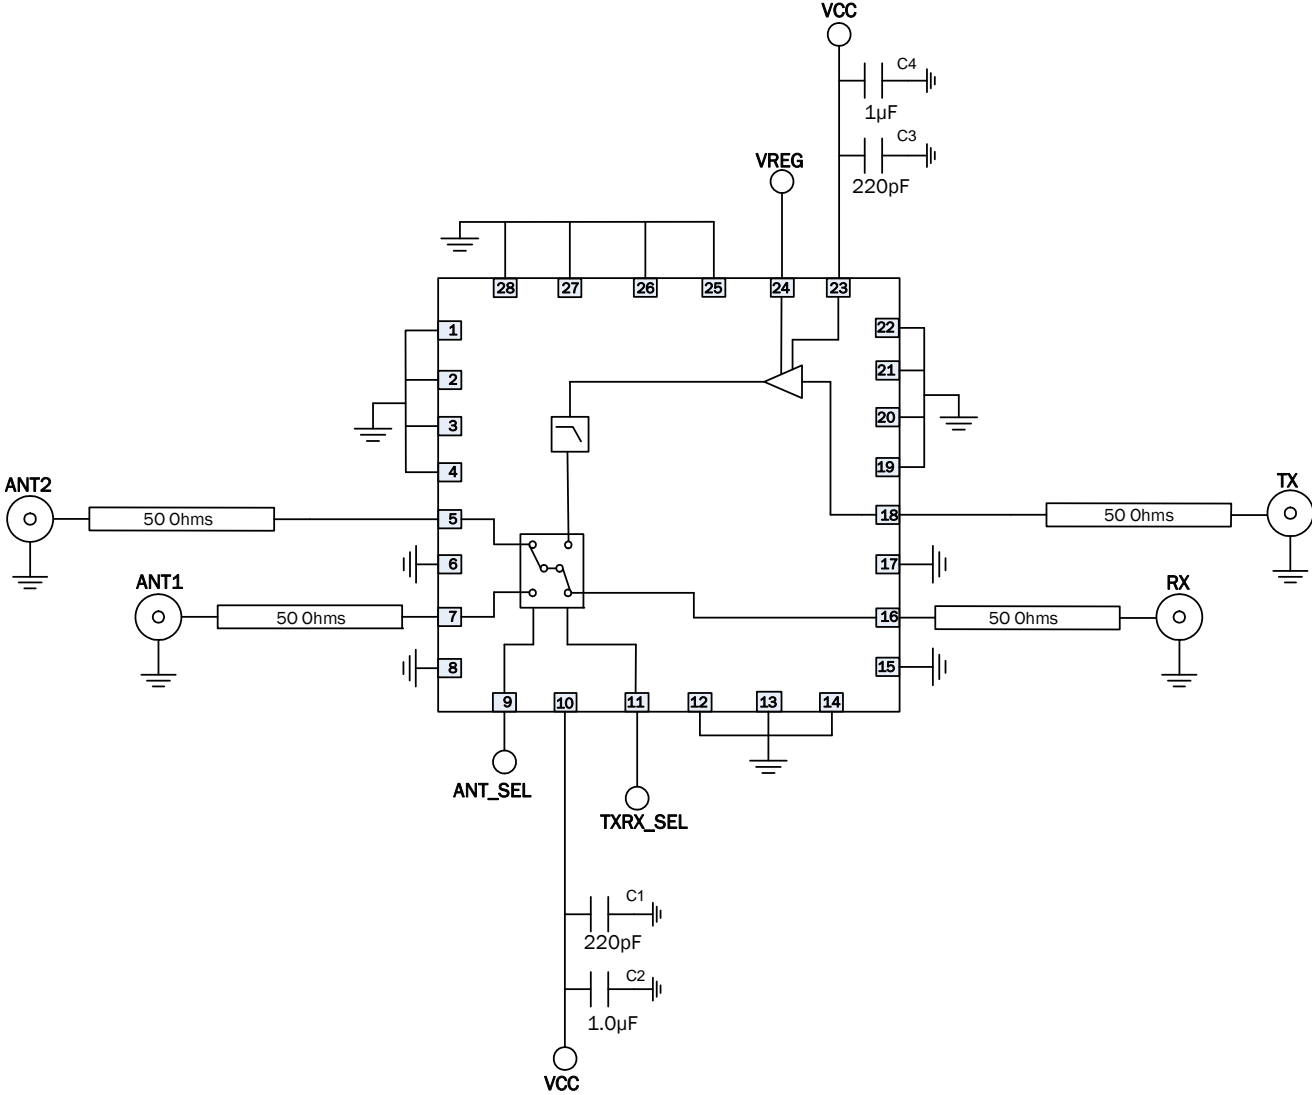 VCC
C4
1µF
C3
VREG
220pF
28 27 26 25 24 23
1
22
21
2
20
3
19
4
ANT2
TX
50 Ohms
5
18
50 Ohms
6
17
ANT1
RX
50 Ohms
7
16
50 Ohms
8
15
9 10 11 12 13 14
ANT_SEL
TXRX_SEL
C1
220pF
C2
1.0µF
VCC